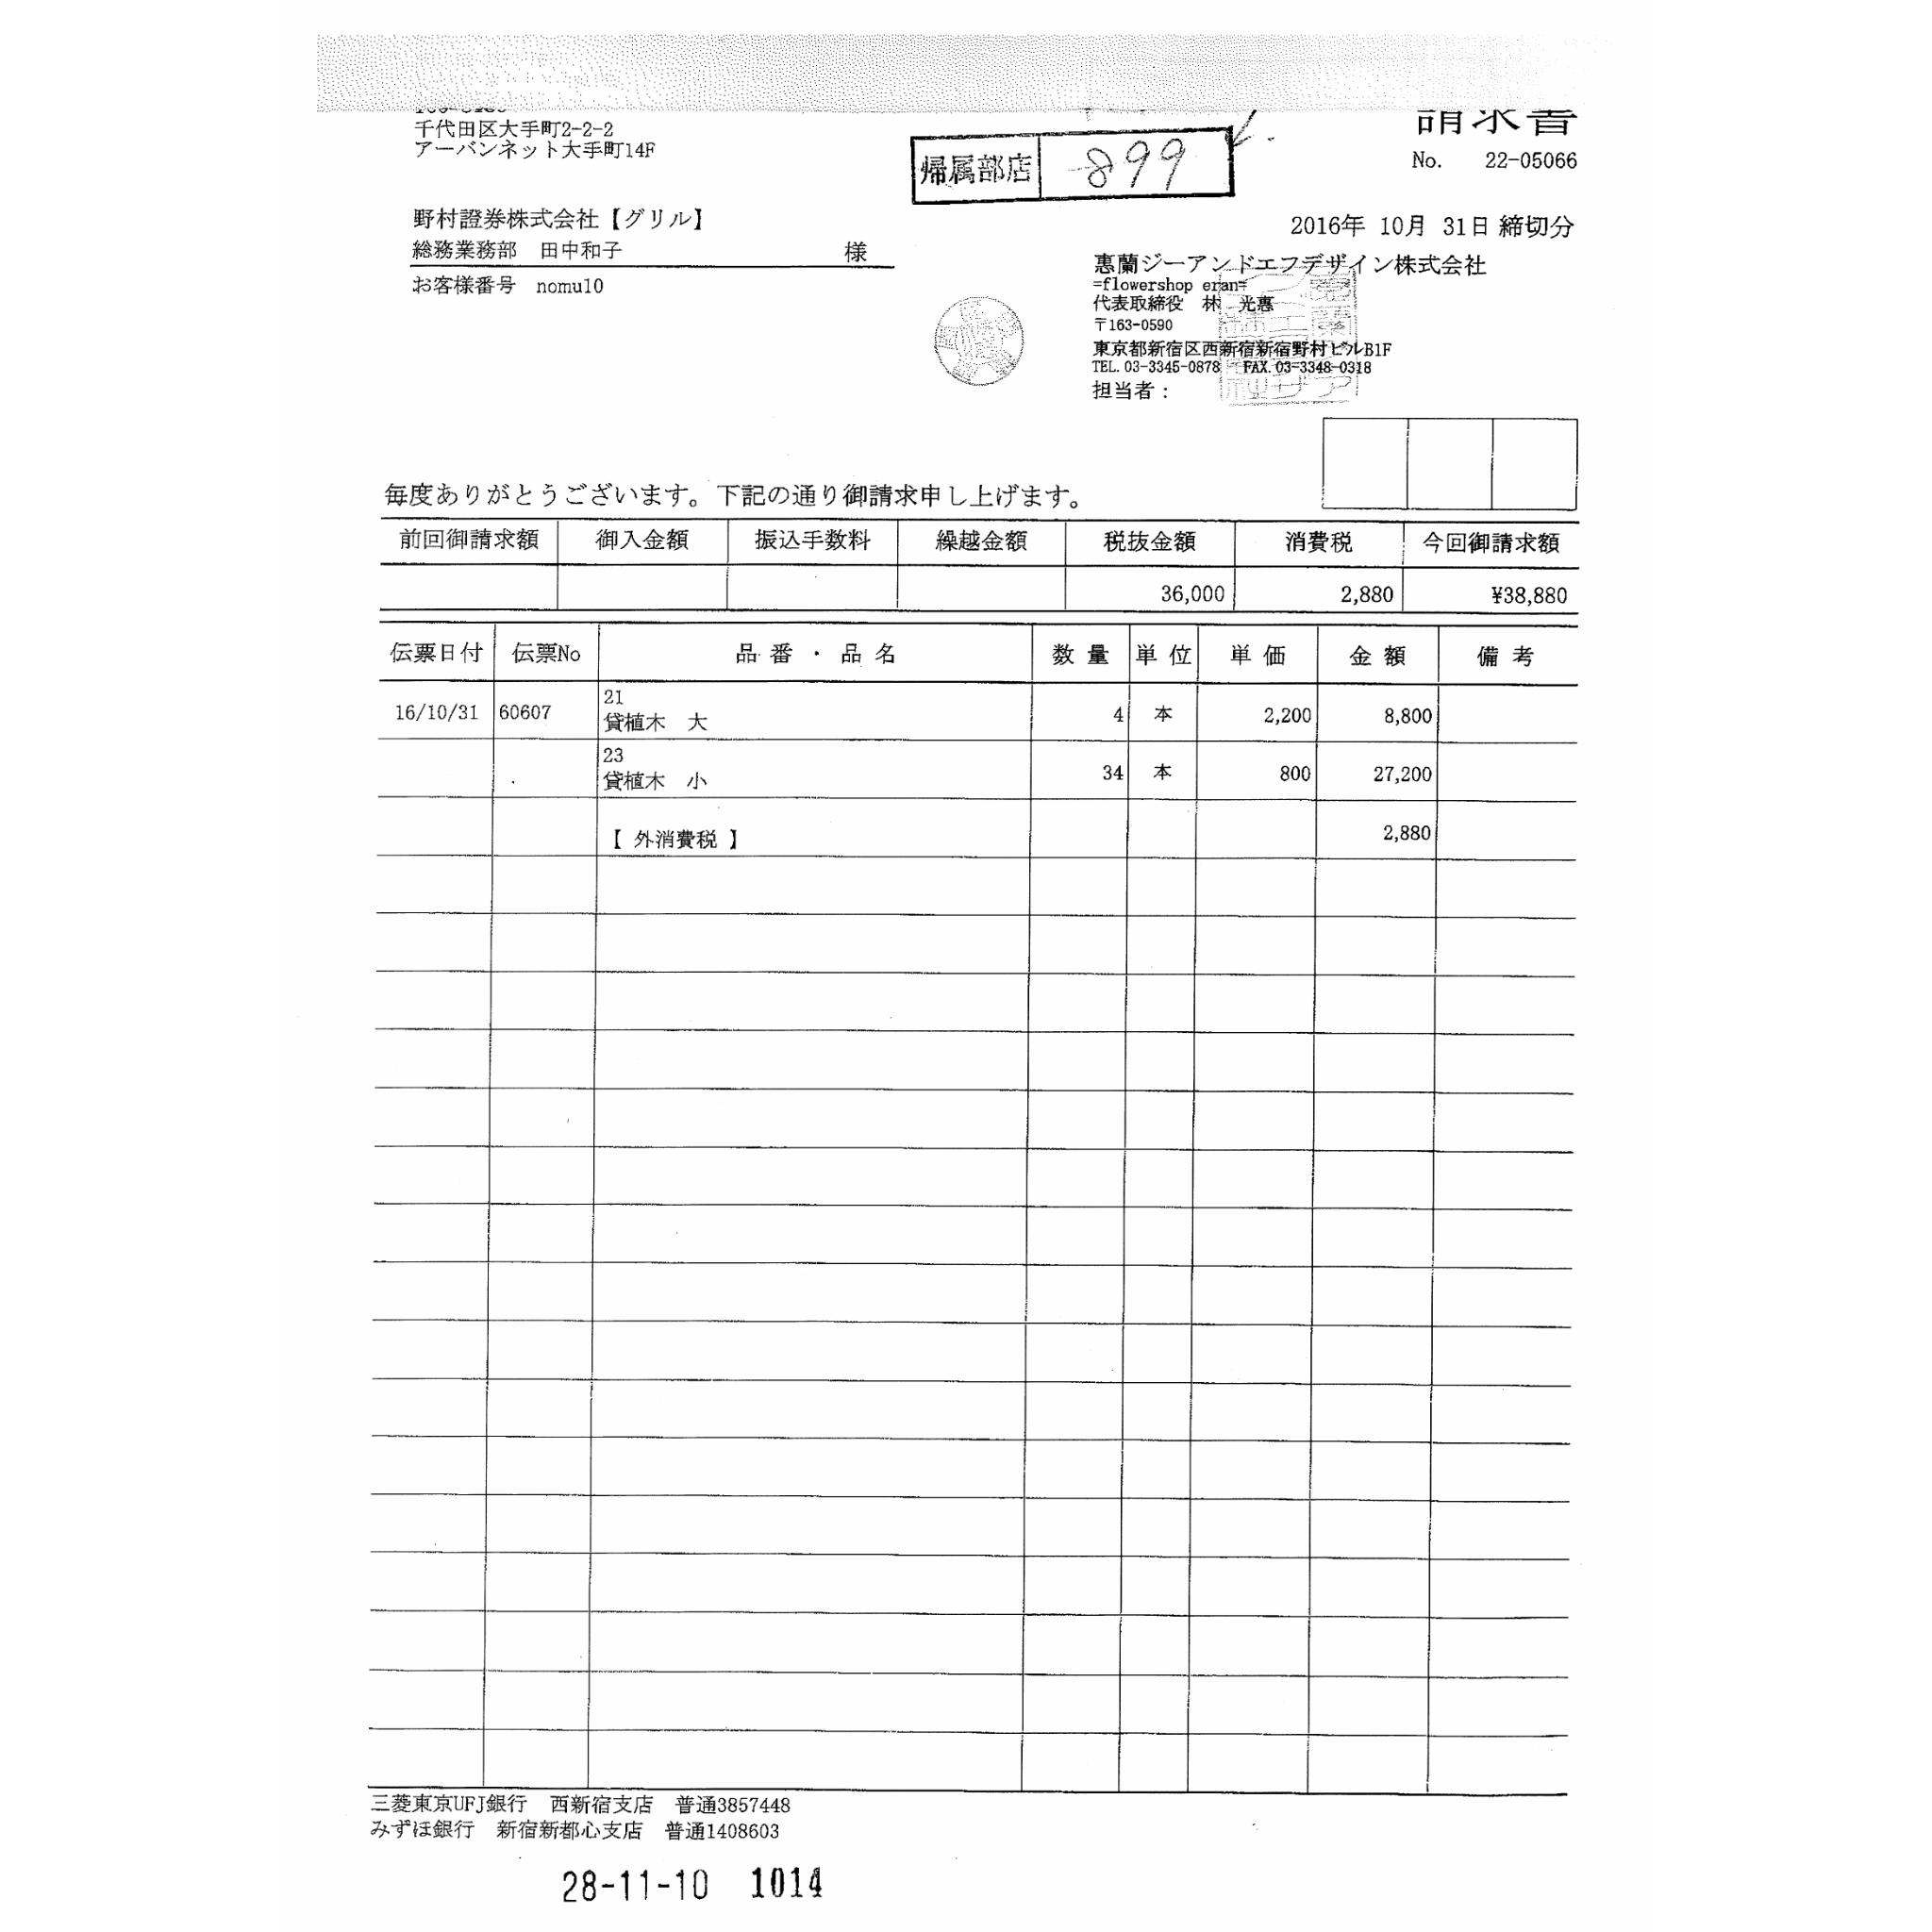 千代田区大手町2-2-2
アーバンネット大手町14F
請求書
帰属部店 899
No. 22-05066
野村證券株式会社【グリル】
総務業務部 田中和子 様
お客様番号 nomu10
2016年 10月 31日 締切分
惠蘭ジーアンドエフデザイン株式会社
=flowershop eran=
代表取締役 林 光惠
〒163-0590
東京都新宿区西新宿新宿野村ビルB1F
TEL. 03-3345-0878 FAX. 03-3348-0318
担当者：
毎度ありがとうございます。下記の通り御請求申し上げます。
前回御請求額 御入金額 振込手数料 繰越金額 税抜金額 消費税 今回御請求額
36,000 2,880 ¥38,880
伝票日付 伝票No 品番・品名 数量 単位 単価 金額 備考
21
16/10/31 60607 貸植木 大 4 本 2,200 8,800
23
貸植木 小 34 本 800 27,200
【 外消費税 】 2,880
三菱東京UFJ銀行 西新宿支店 普通3857448
みずほ銀行 新宿新都心支店 普通1408603
28-11-10 1014